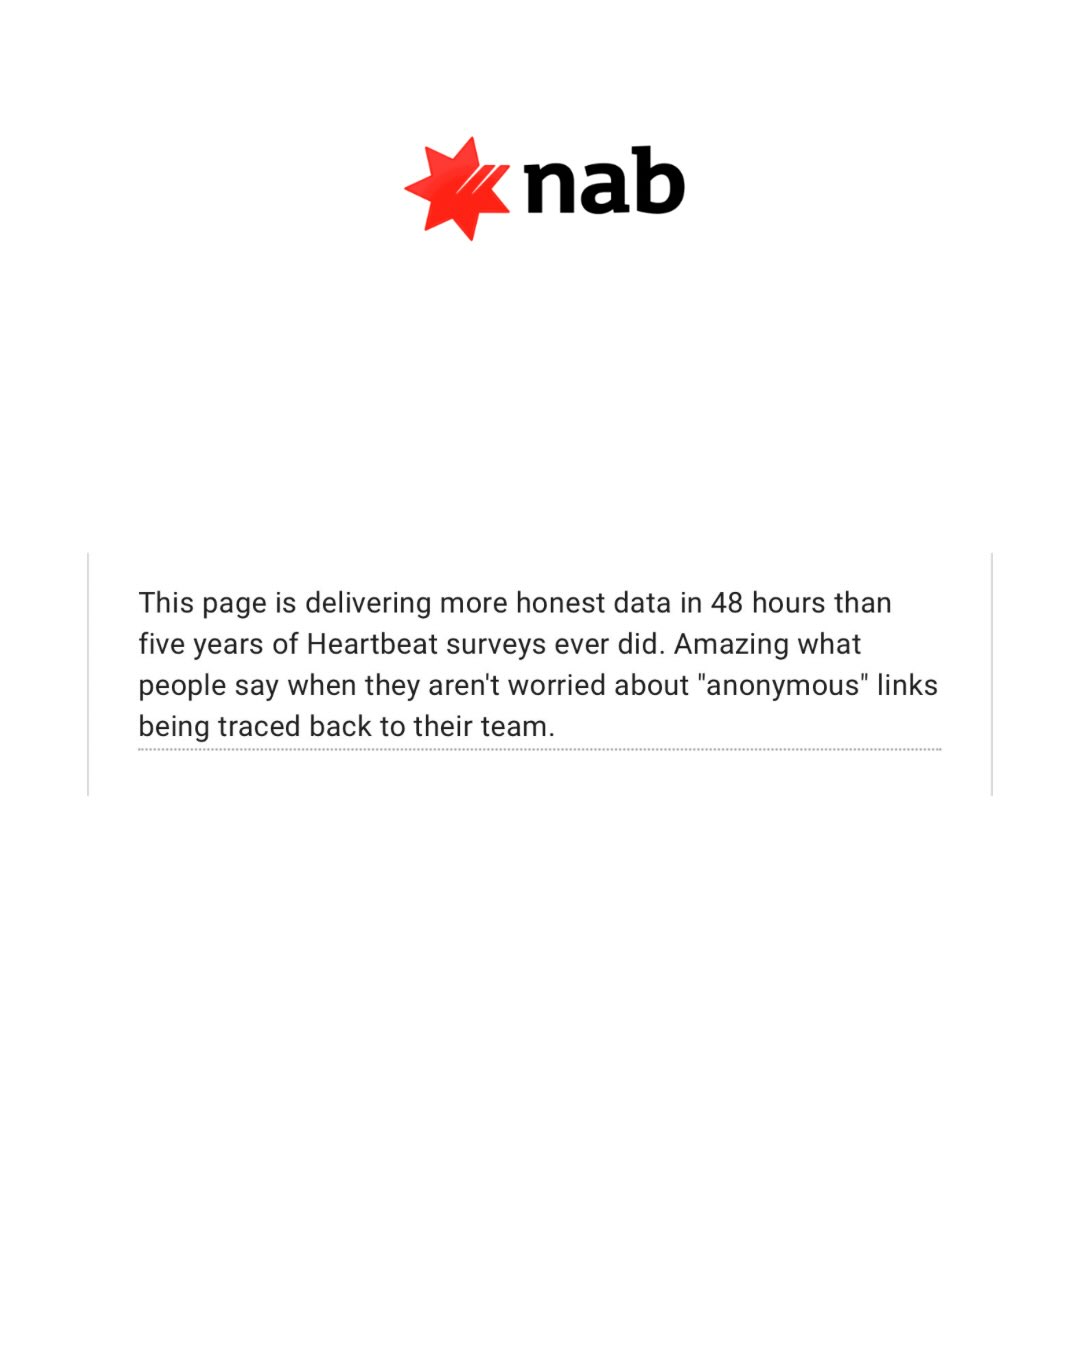 nab
This page is delivering more honest data in 48 hours than
five years of Heartbeat surveys ever did. Amazing what
people say when they aren't worried about "anonymous" links
being traced back to their team.